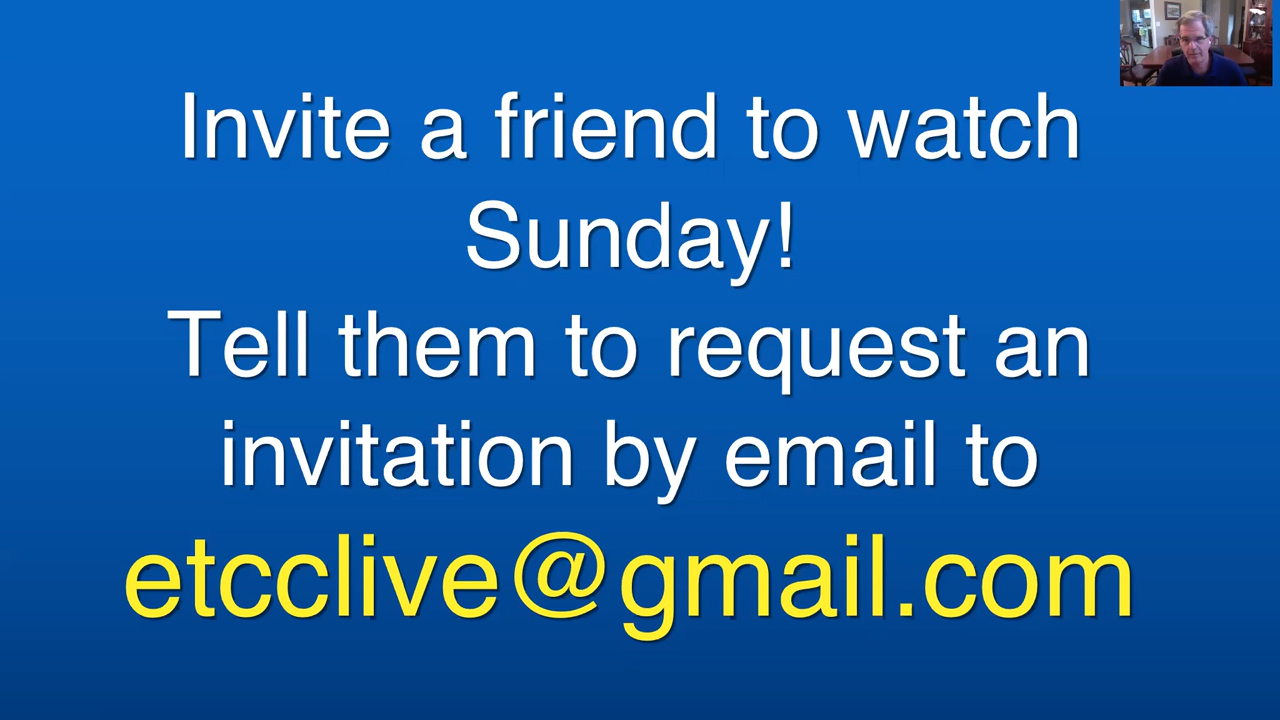 Invite a friend to watch
Sunday!
Tell them to request an
invitation by email to
etcclive@gmail.com